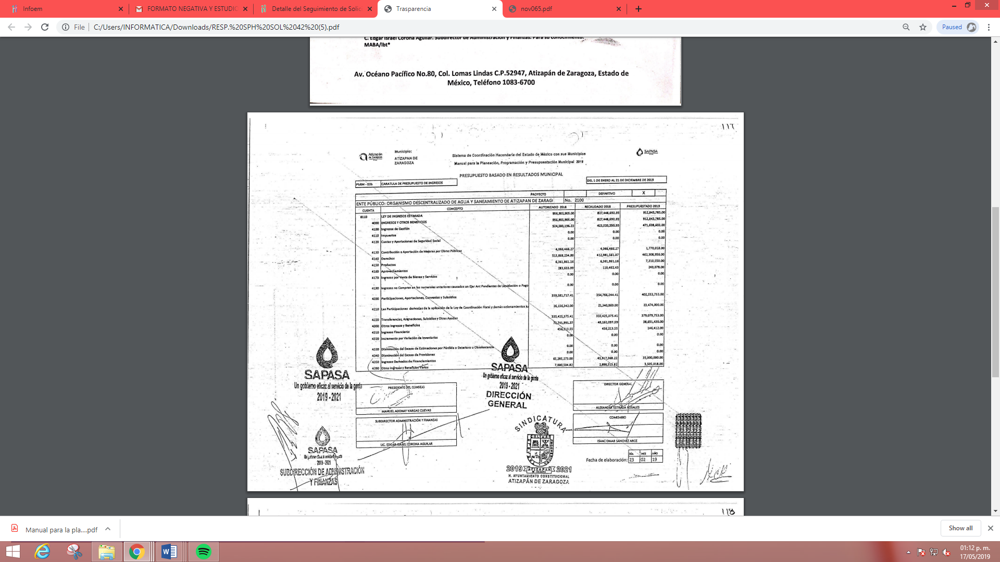 Infoem
FORMATO NEGATIVA Y ESTUDIO
Detalle del Seguimiento de Solic
Trasparencia
nov065.pdf
File
C:/Users/INFORMATICA/Downloads/RESP.%20SPH%20SOL%2042%20(5).pdf
Paused
C. Edgar Israel Corona Aguilar. Subdirector de Administración y Finanzas. Para su conocimiento.
MABA/lbt*
Av. Océano Pacífico No.80, Col. Lomas Lindas C.P.52947, Atizapán de Zaragoza, Estado de
México, Teléfono 1083-6700
117
Atizapán
Municipio:
ATIZAPAN DE
ZARAGOZA
Sistema de Coordinación Hacendaria del Estado de México con sus Municipios
Manual para la Planeación, Programación y Presupuestación Municipal 2019
SAPASA
PRESUPUESTO BASADO EN RESULTADOS MUNICIPAL
PbRM - 03b CARATULA DE PRESUPUESTO DE INGRESOS
DEL 1 DE ENERO AL 31 DE DICIEMBRE DE 2019
PROYECTO DEFINITIVO X
ENTE PÚBLICO: ORGANISMO DESCENTRALIZADO DE AGUA Y SANEAMIENTO DE ATIZAPAN DE ZARAG No. 2100
CUENTA CONCEPTO AUTORIZADO 2018 RECAUDADO 2018 PRESUPUESTADO 2019
8110 LEY DE INGRESOS ESTIMADA 956,903,905.00 827,448,692.93 912,843,785.00
4000 INGRESOS Y OTROS BENEFICIOS 956,903,905.00 827,448,692.93 912,843,785.00
4100 Ingresos de Gestión 524,580,196.22 423,520,350.93 471,638,602.00
4110 Impuestos 0.00 0.00 0.00
4120 Cuotas y Aportaciones de Seguridad Social 0.00 0.00 0.00
4130 Contribución o Aportación de Mejoras por Obras Públicas 4,066,466.27 4,066,466.27 1,770,018.00
4140 Derechos 513,868,234.80 412,981,561.07 462,308,956.00
4150 Productos 6,361,861.16 6,361,861.16 7,310,550.00
4160 Aprovechamientos 283,633.99 110,462.43 249,078.00
4170 Ingresos por Venta de Bienes y Servicios 0.00 0.00 0.00
4190 Ingresos no Compren en los numerales anteriores causados en Ejer Ant Pendientes de Liquidación o Pago 0.00 0.00 0.00
4200 Participaciones, Aportaciones, Convenios y Subsidios 359,581,717.41 354,766,244.41 402,553,753.00
4210 Las Participaciones derivadas de la aplicación de la Ley de Coordinación Fiscal y demás ordenamientos ju 26,156,342.00 21,340,869.00 23,474,000.00
4220 Transferencias, Asignaciones, Subsidios y Otras Ayudas 333,425,375.41 333,425,375.41 379,079,753.00
4300 Otros Ingresos y Beneficios 72,741,991.37 49,162,097.59 38,651,430.00
4310 Ingresos Financieros 456,213.55 456,213.55 146,412.00
4320 Incremento por Variación de Inventarios 0.00 0.00 0.00
4330 Disminución del Exceso de Estimaciones por Pérdida o Deterioro u Obsolescencia 0.00 0.00 0.00
4340 Disminución del Exceso de Provisiones 0.00 0.00 0.00
4350 Ingresos Derivados de Financiamientos 65,285,273.00 45,817,368.22 35,000,000.00
4390 Otros Ingresos y Beneficios Varios 7,000,504.82 2,888,515.82 3,505,018.00
SAPASA
Un gobierno eficaz al servicio de la gente
2019 - 2021
SAPASA
Un gobierno eficaz al servicio de la gente
2019 - 2021
DIRECCIÓN
GENERAL
PRESIDENTE DEL CONSEJO
MANUEL ADONAY VARGAS CUEVAS
DIRECTOR GENERAL
ALEXANDSA ESTRADA ROSALES
SUBDIRECTOR ADMINISTRACIÓN Y FINANZAS
LIC. EDGAR ISRAEL CORONA AGUILAR
COMISARIO
ISAAC OMAR SANCHEZ ARCE
SAPASA
2019 - 2021
SUBDIRECCIÓN DE ADMINISTRACIÓN
Y FINANZAS
SINDICATURA
CULTURA
2019 ATIZAPAN 2021
H. AYUNTAMIENTO CONSTITUCIONAL
ATIZAPÁN DE ZARAGOZA
DÍA MES AÑO
Fecha de elaboración: 23 02 19
118
Manual para la pla....pdf
Show all
01:12 p. m.
17/05/2019